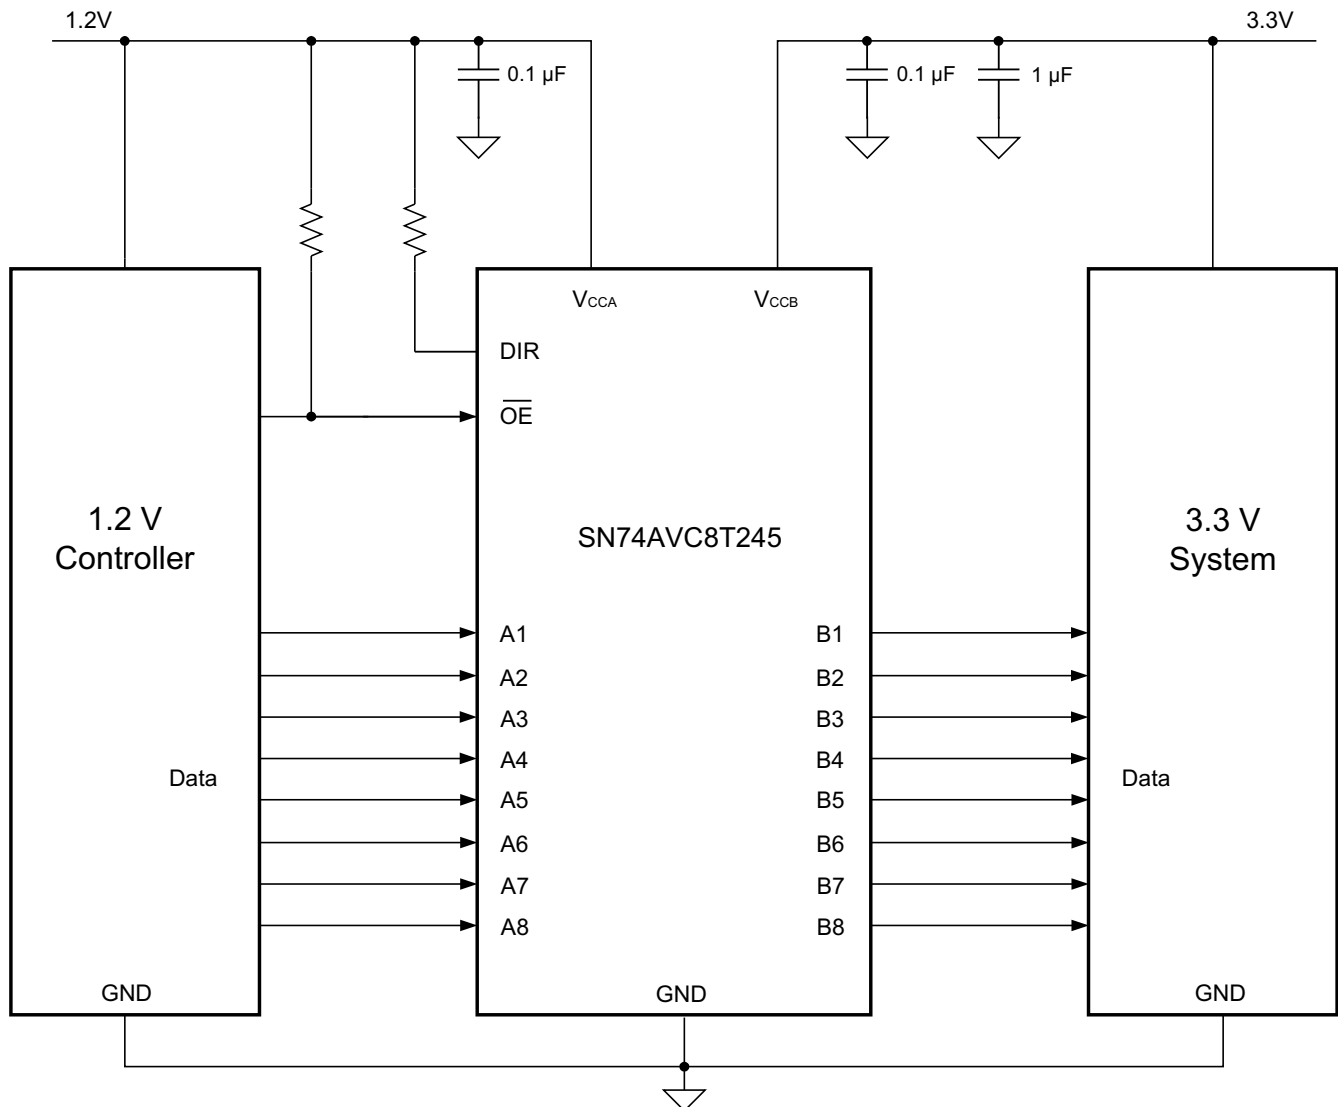 1.2V
3.3V
0.1 µF
0.1 µF
1 µF
VCCA
VCCB
DIR
OE
1.2 V
Controller
SN74AVC8T245
3.3 V
System
A1
B1
A2
B2
A3
B3
A4
B4
Data
Data
A5
B5
A6
B6
A7
B7
A8
B8
GND
GND
GND